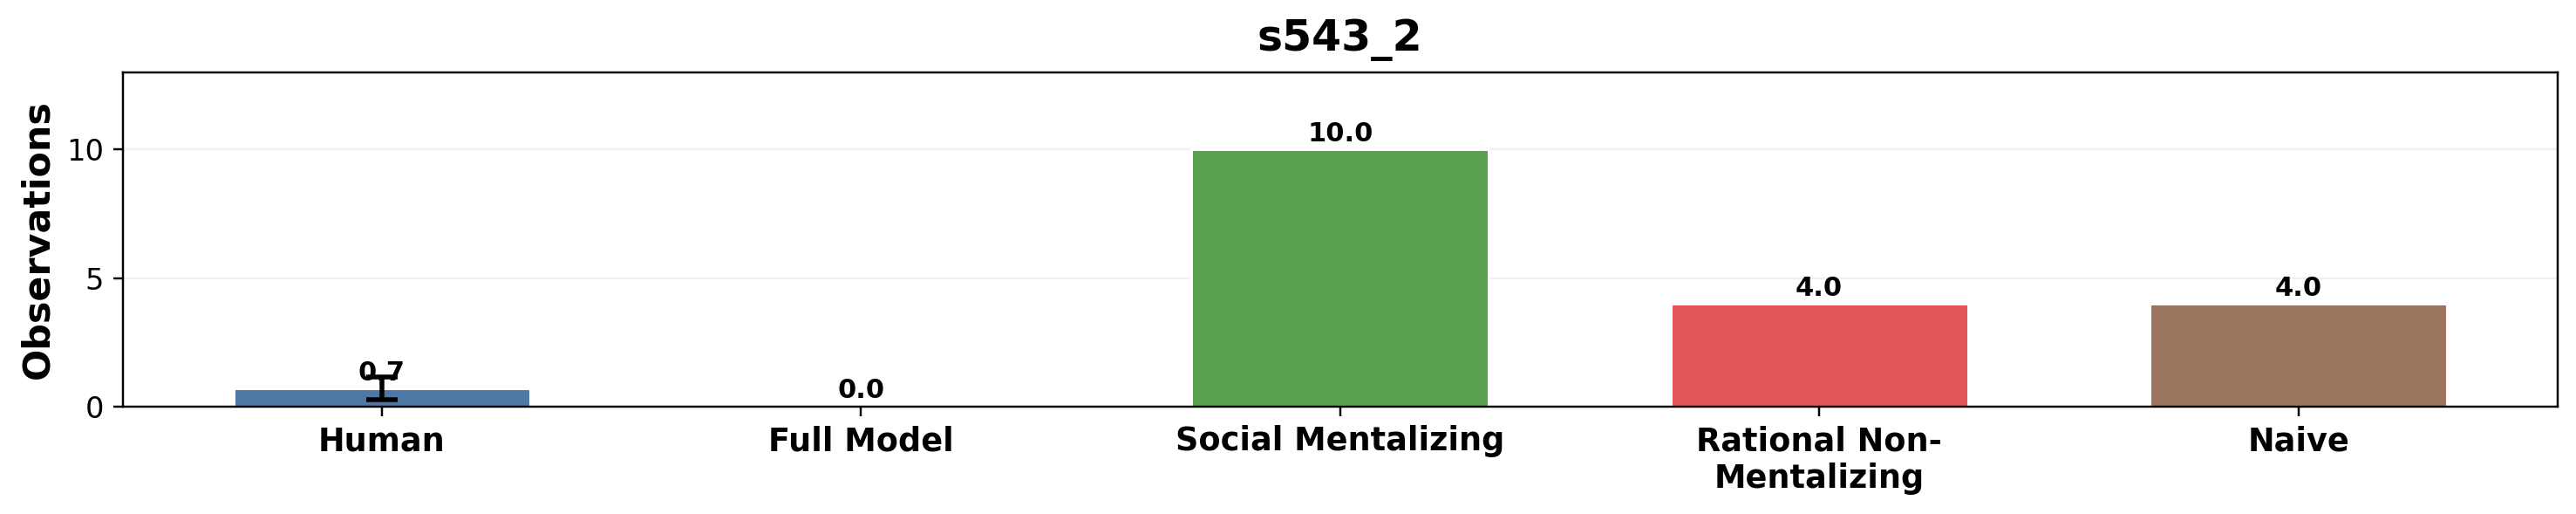 s543_2
Observations
10
5
0
0.7
0.0
10.0
4.0
4.0
Human
Full Model
Social Mentalizing
Rational Non-
Mentalizing
Naive